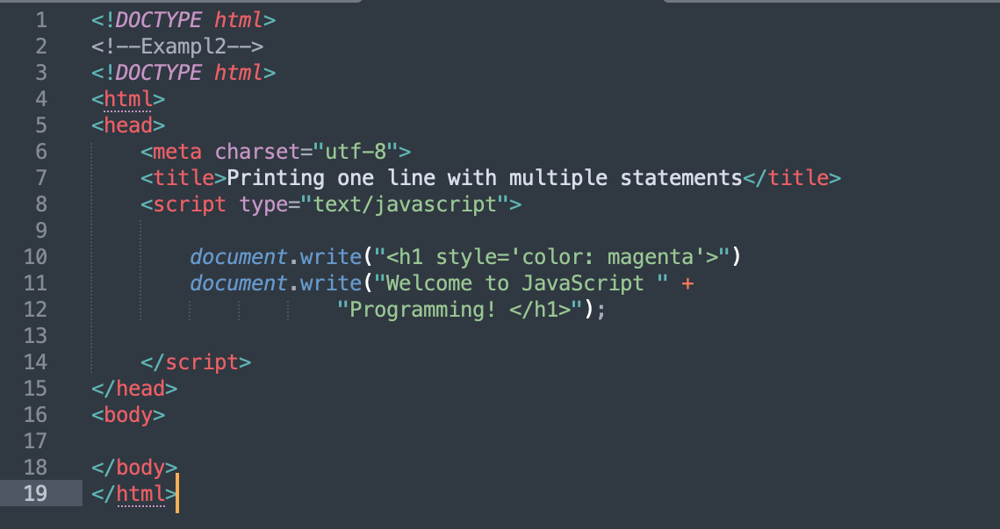 1 <!DOCTYPE html>
2 <!--Exampl2-->
3 <!DOCTYPE html>
4 <html>
5 <head>
6 <meta charset="utf-8">
7 <title>Printing one line with multiple statements</title>
8 <script type="text/javascript">
9
10 document.write("<h1 style='color: magenta'>")
11 document.write("Welcome to JavaScript " +
12 "Programming! </h1>");
13
14 </script>
15 </head>
16 <body>
17
18 </body>
19 </html>